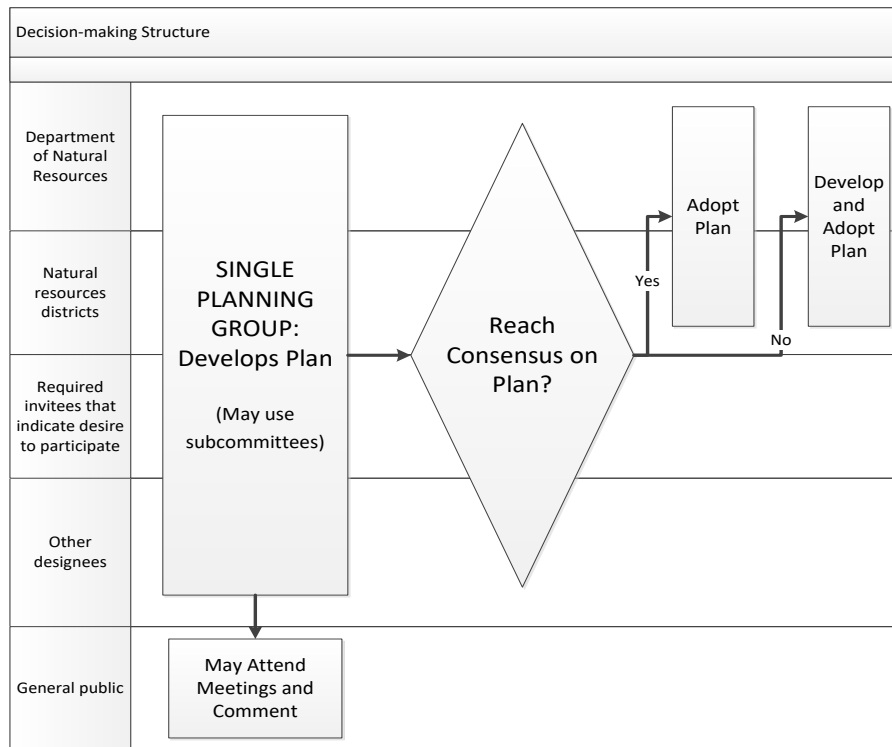 Decision-making Structure
Department
of Natural
Resources
Natural
resources
districts
Required
invitees that
indicate desire
to participate
Other
designees
General public
SINGLE
PLANNING
GROUP:
Develops Plan
(May use
subcommittees)
May Attend
Meetings and
Comment
Reach
Consensus on
Plan?
Yes
No
Adopt
Plan
Develop
and
Adopt
Plan